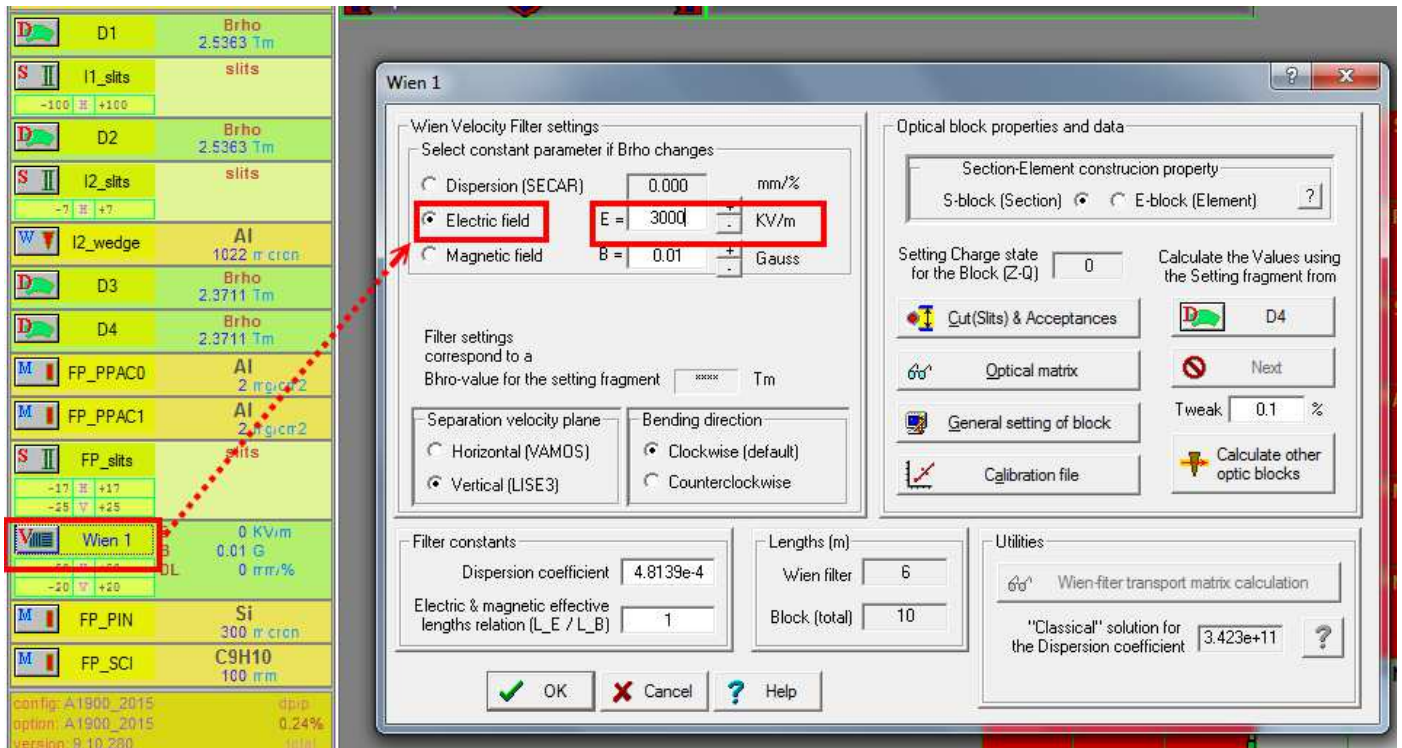 D D1 Brho
2.5363 Tm
S I1_slits slits
-100 H +100
D D2 Brho
2.5363 Tm
S I2_slits slits
-7 H +7
W I2_wedge Al
1022 micron
D D3 Brho
2.3711 Tm
D D4 Brho
2.3711 Tm
M FP_PPAC0 Al
2 mg/cm2
M FP_PPAC1 Al
2 mg/cm2
S FP_slits slits
-17 H +17
-25 V +25
V Wien 1 0 KV/m
0.01 G
0 mm/%
-20 V +20
M FP_PIN Si
300 micron
M FP_SCI C9H10
100 mm
config: A1900_2015 dp/p
option: A1900_2015 0.24%
version: 9.10.280
Wien 1
Wien Velocity Filter settings
Select constant parameter if Brho changes
Dispersion (SECAR) 0.000 mm/%
Electric field E = 3000 + - KV/m
Magnetic field B = 0.01 + - Gauss
Filter settings
correspond to a
Bhro-value for the setting fragment **** Tm
Separation velocity plane
Horizontal (VAMOS)
Vertical (LISE3)
Bending direction
Clockwise (default)
Counterclockwise
Optical block properties and data
Section-Element construcion property
S-block (Section) E-block (Element) ?
Setting Charge state
for the Block (Z-Q) 0
Cut(Slits) & Acceptances
Optical matrix
General setting of block
Calibration file
Calculate the Values using
the Setting fragment from
D D4
Next
Tweak 0.1 %
Calculate other
optic blocks
Filter constants
Dispersion coefficient 4.8139e-4
Electric & magnetic effective
lengths relation (L_E / L_B) 1
Lengths (m)
Wien filter 6
Block (total) 10
Utilities
Wien-fiter transport matrix calculation
"Classical" solution for
the Dispersion coefficient 3.423e+11 ?
OK Cancel ? Help